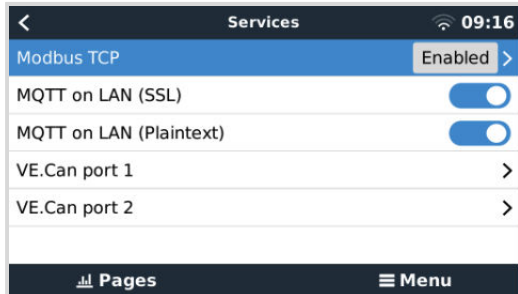 Services 09:16
Modbus TCP Enabled
MQTT on LAN (SSL)
MQTT on LAN (Plaintext)
VE.Can port 1
VE.Can port 2
Pages Menu